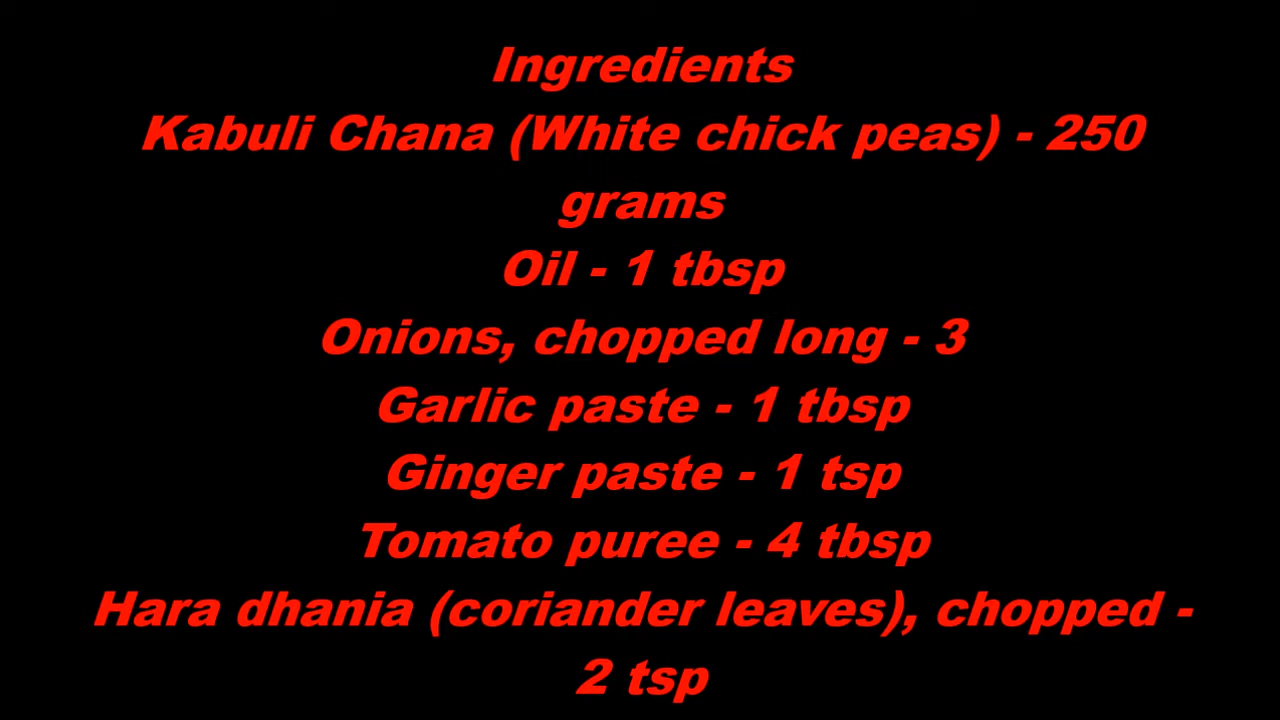 Ingredients
Kabuli Chana (White chick peas) - 250
grams
Oil - 1 tbsp
Onions, chopped long - 3
Garlic paste - 1 tbsp
Ginger paste - 1 tsp
Tomato puree - 4 tbsp
Hara dhania (coriander leaves), chopped -
2 tsp